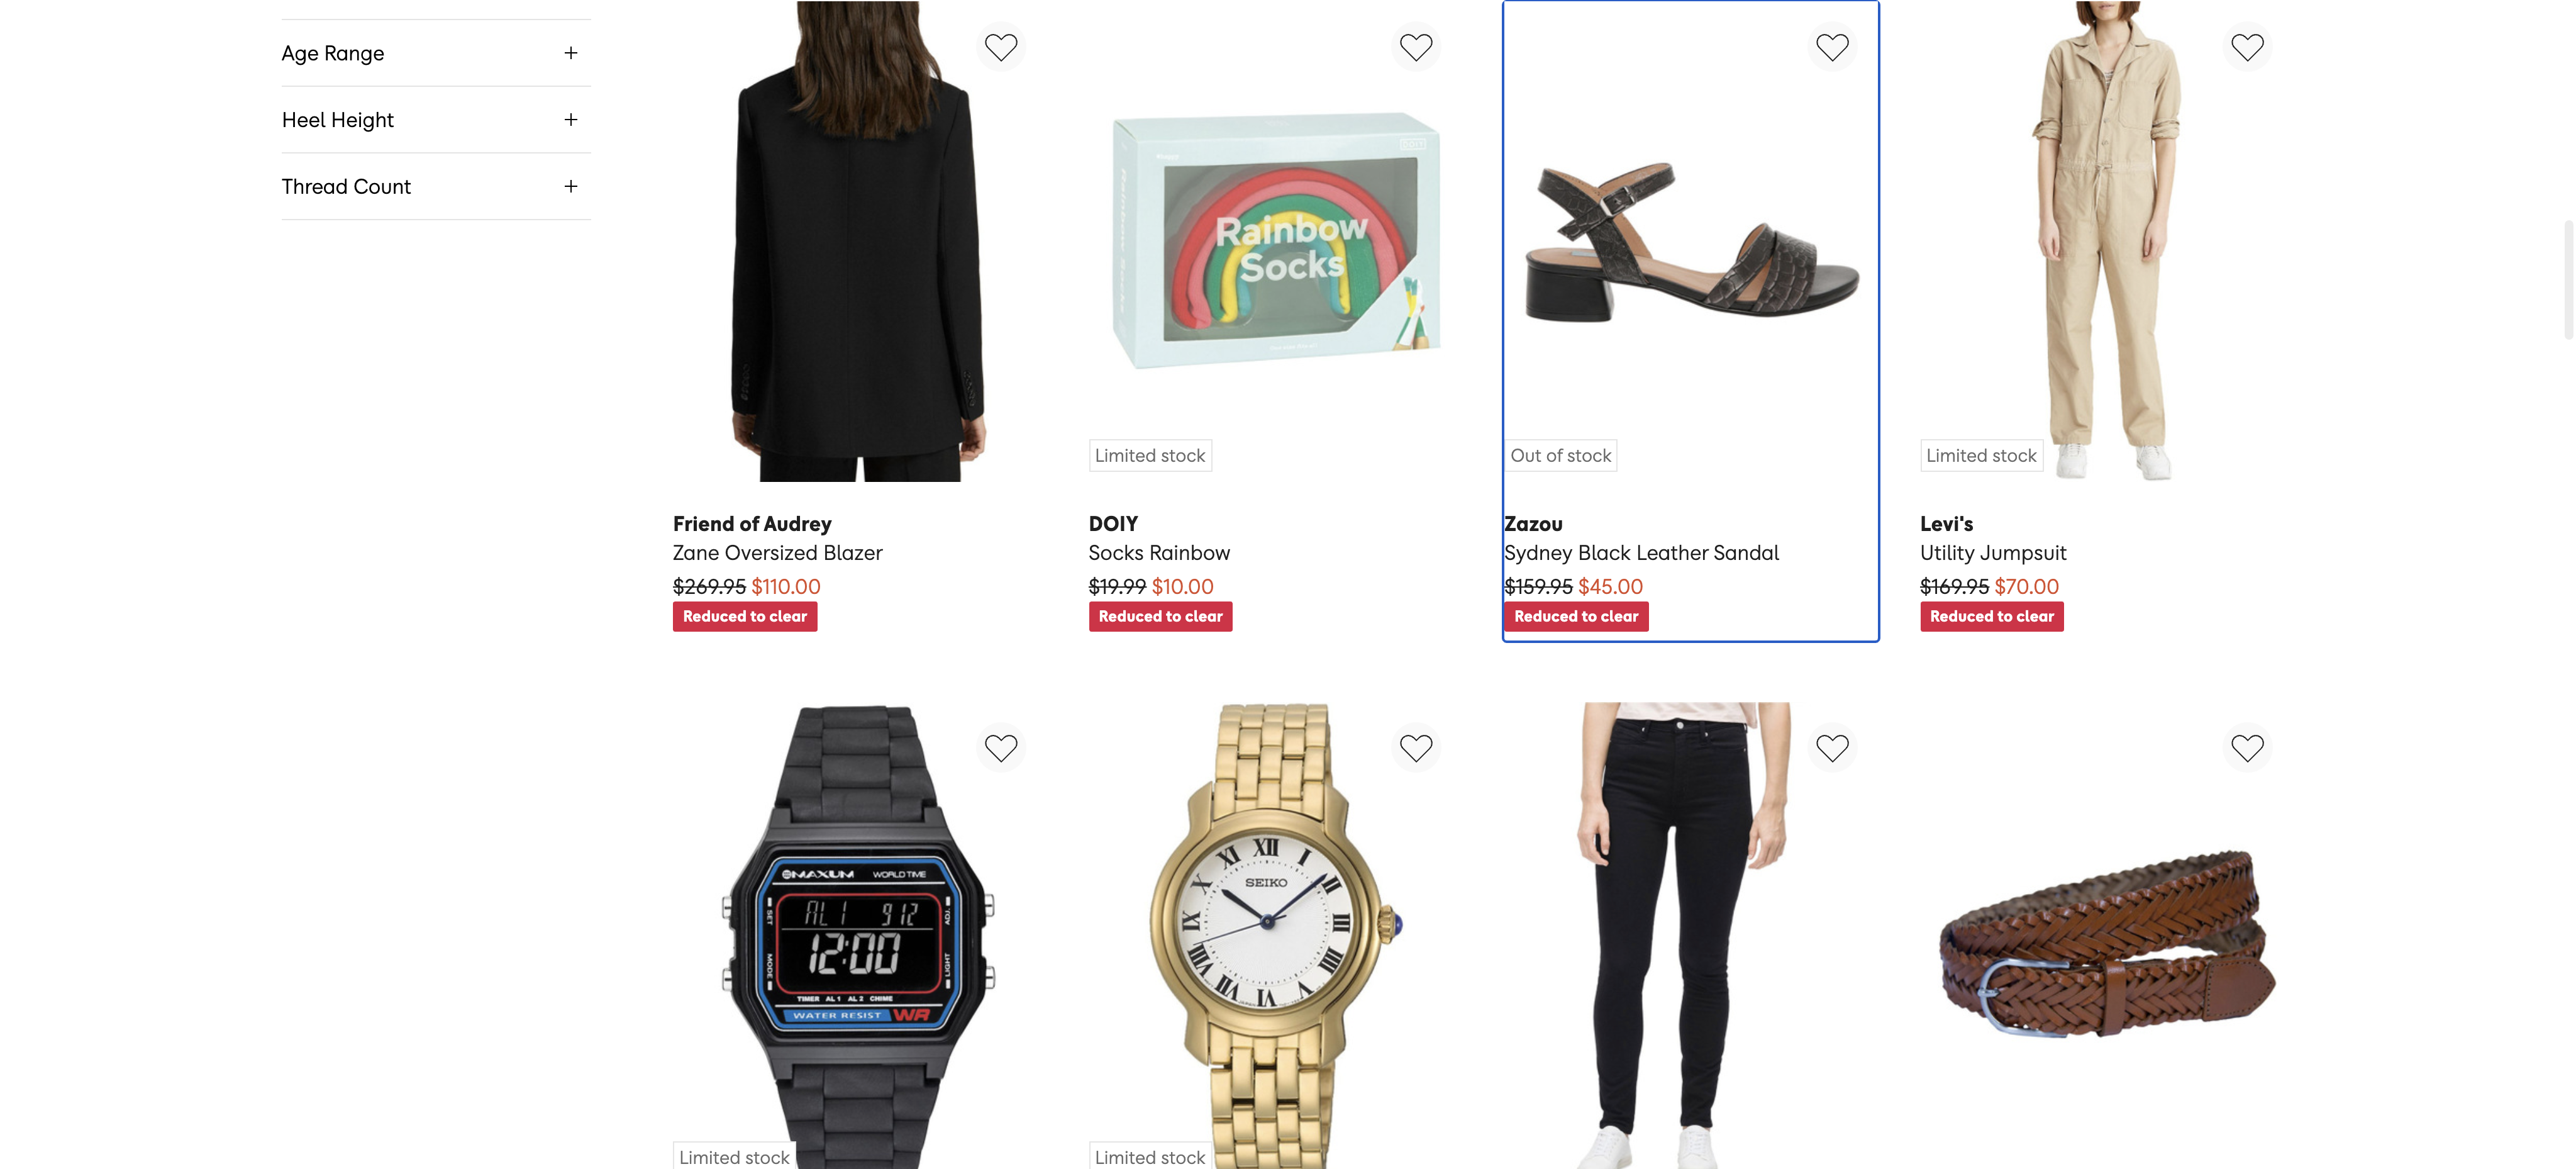 Age Range
Heel Height
Thread Count
Rainbow
Socks
DOIY
Limited stock
Out of stock
Limited stock
Friend of Audrey
Zane Oversized Blazer
$269.95 $110.00
Reduced to clear
DOIY
Socks Rainbow
$19.99 $10.00
Reduced to clear
Zazou
Sydney Black Leather Sandal
$159.95 $45.00
Reduced to clear
Levi's
Utility Jumpsuit
$169.95 $70.00
Reduced to clear
MAXUM WORLD TIME
SET
ADJ
AL1 912
12:00
MODE
LIGHT
TIMER AL 1 AL 2 CHIME
WATER RESIST WR
XII I II III IIII V VI VII VIII IX X XI
SEIKO
Limited stock
Limited stock